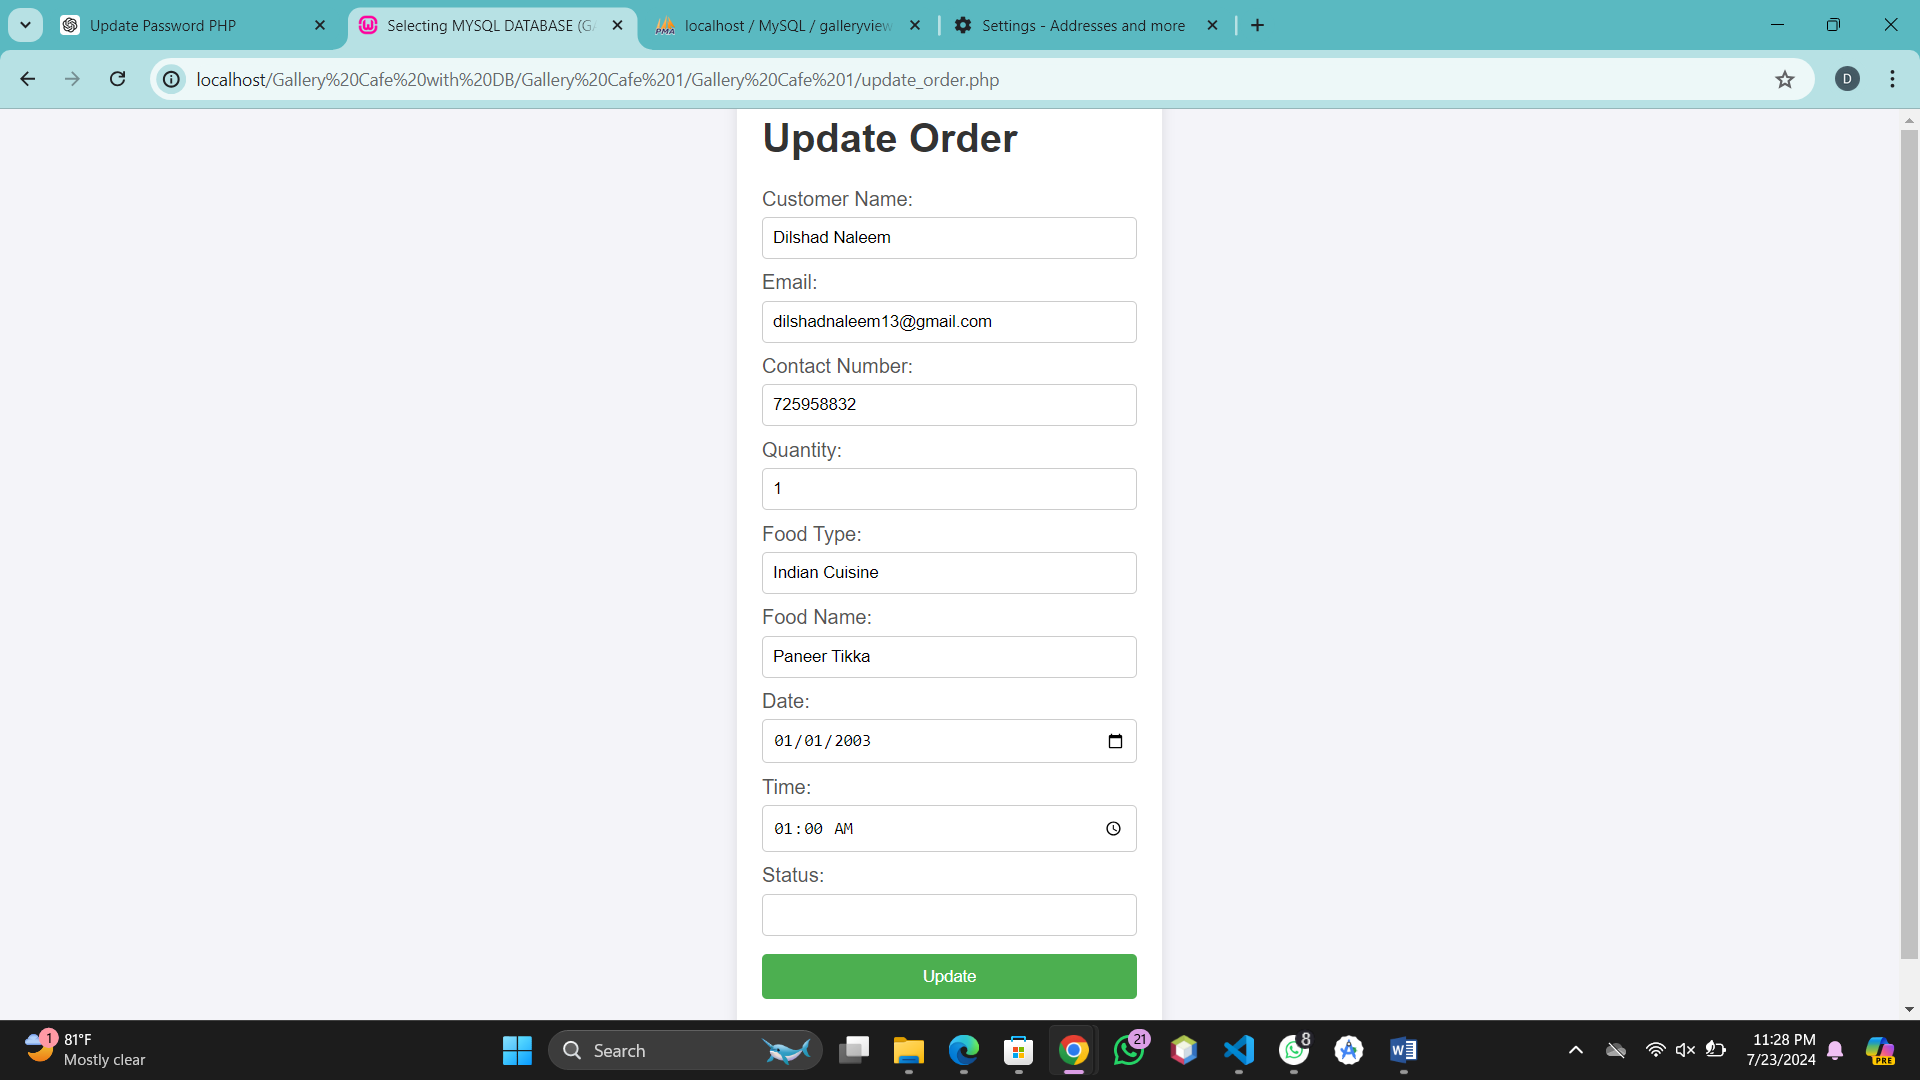 Update Password PHP
Selecting MYSQL DATABASE (GA
localhost / MySQL / galleryview
Settings - Addresses and more
localhost/Gallery%20Cafe%20with%20DB/Gallery%20Cafe%201/Gallery%20Cafe%201/update_order.php
D
Update Order
Customer Name:
Dilshad Naleem
Email:
dilshadnaleem13@gmail.com
Contact Number:
725958832
Quantity:
1
Food Type:
Indian Cuisine
Food Name:
Paneer Tikka
Date:
01/01/2003
Time:
01:00 AM
Status:
Update
1
81°F
Mostly clear
Search
21
8
11:28 PM
7/23/2024
PRE